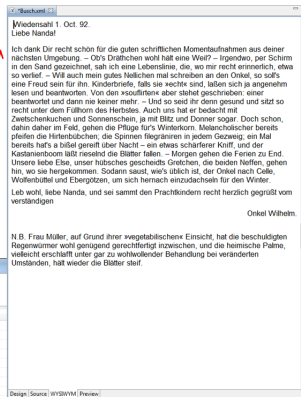 *Busch.xml
Wiedensahl 1. Oct. 92.
Liebe Nanda!
Ich dank Dir recht schön für die guten schriftlichen Momentaufnahmen aus deiner
nächsten Umgebung. – Ob's Dräthchen wohl hält eine Weil? – Irgendwo, per Schirm
in den Sand gezeichnet, sah ich eine Lebenslinie, die, wo mir recht erinnerlich, etwa
so verlief. – Will auch mein gutes Nellichen mal schreiben an den Onkel, so soll's
eine Freud sein für ihn. Kinderbriefe, falls sie »echt« sind, laßen sich ja angenehm
lesen und beantworten. Von den »souflirten« aber stehet geschrieben: einer
beantwortet und dann nie keiner mehr. – Und so seid ihr denn gesund und sitzt so
recht unter dem Füllhorn des Herbstes. Auch uns hat er bedacht mit
Zwetschenkuchen und Sonnenschein, ja mit Blitz und Donner sogar. Doch schon,
dahin daher im Feld, gehen die Pflüge für's Winterkorn. Melancholischer bereits
pfeifen die Hirtenbübchen; die Spinnen filegräniren in jedem Gezweig; ein Mal
bereits hat's a bißel gereift über Nacht – ein etwas schärferer Kniff, und der
Kastanienboom läßt rieselnd die Blätter fallen. – Morgen gehen die Ferien zu End.
Unsere liebe Else, unser hübsches gescheidts Gretchen, die beiden Neffen, gehen
hin, wo sie hergekommen. Sodann saust, wie's üblich ist, der Onkel nach Celle,
Wolfenbüttel und Ebergötzen, um sich hernach einzudachseln für den Winter.
Leb wohl, liebe Nanda, und sei sammt den Prachtkindern recht herzlich gegrüßt vom
verständigen
Onkel Wilhelm.
N.B. Frau Müller, auf Grund ihrer »vegetabilischen« Einsicht, hat die beschuldigten
Regenwürmer wohl genügend gerechtfertigt inzwischen, und die heimische Palme,
vielleicht erschlafft unter gar zu wohlwollender Behandlung bei veränderten
Umständen, hält wieder die Blätter steif.
Design Source WYSIWYM Preview